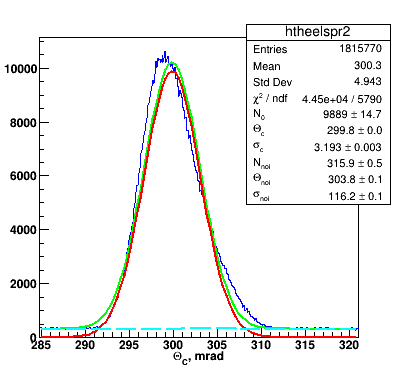 htheelspr2
Entries 1815770
Mean 300.3
Std Dev 4.943
χ² / ndf 4.45e+04 / 5790
N₀ 9889 ± 14.7
Θc 299.8 ± 0.0
σc 3.193 ± 0.003
Nnoi 315.9 ± 0.5
Θnoi 303.8 ± 0.1
σnoi 116.2 ± 0.1
10000
8000
6000
4000
2000
0
285 290 295 300 305 310 315 320
ΘC, mrad